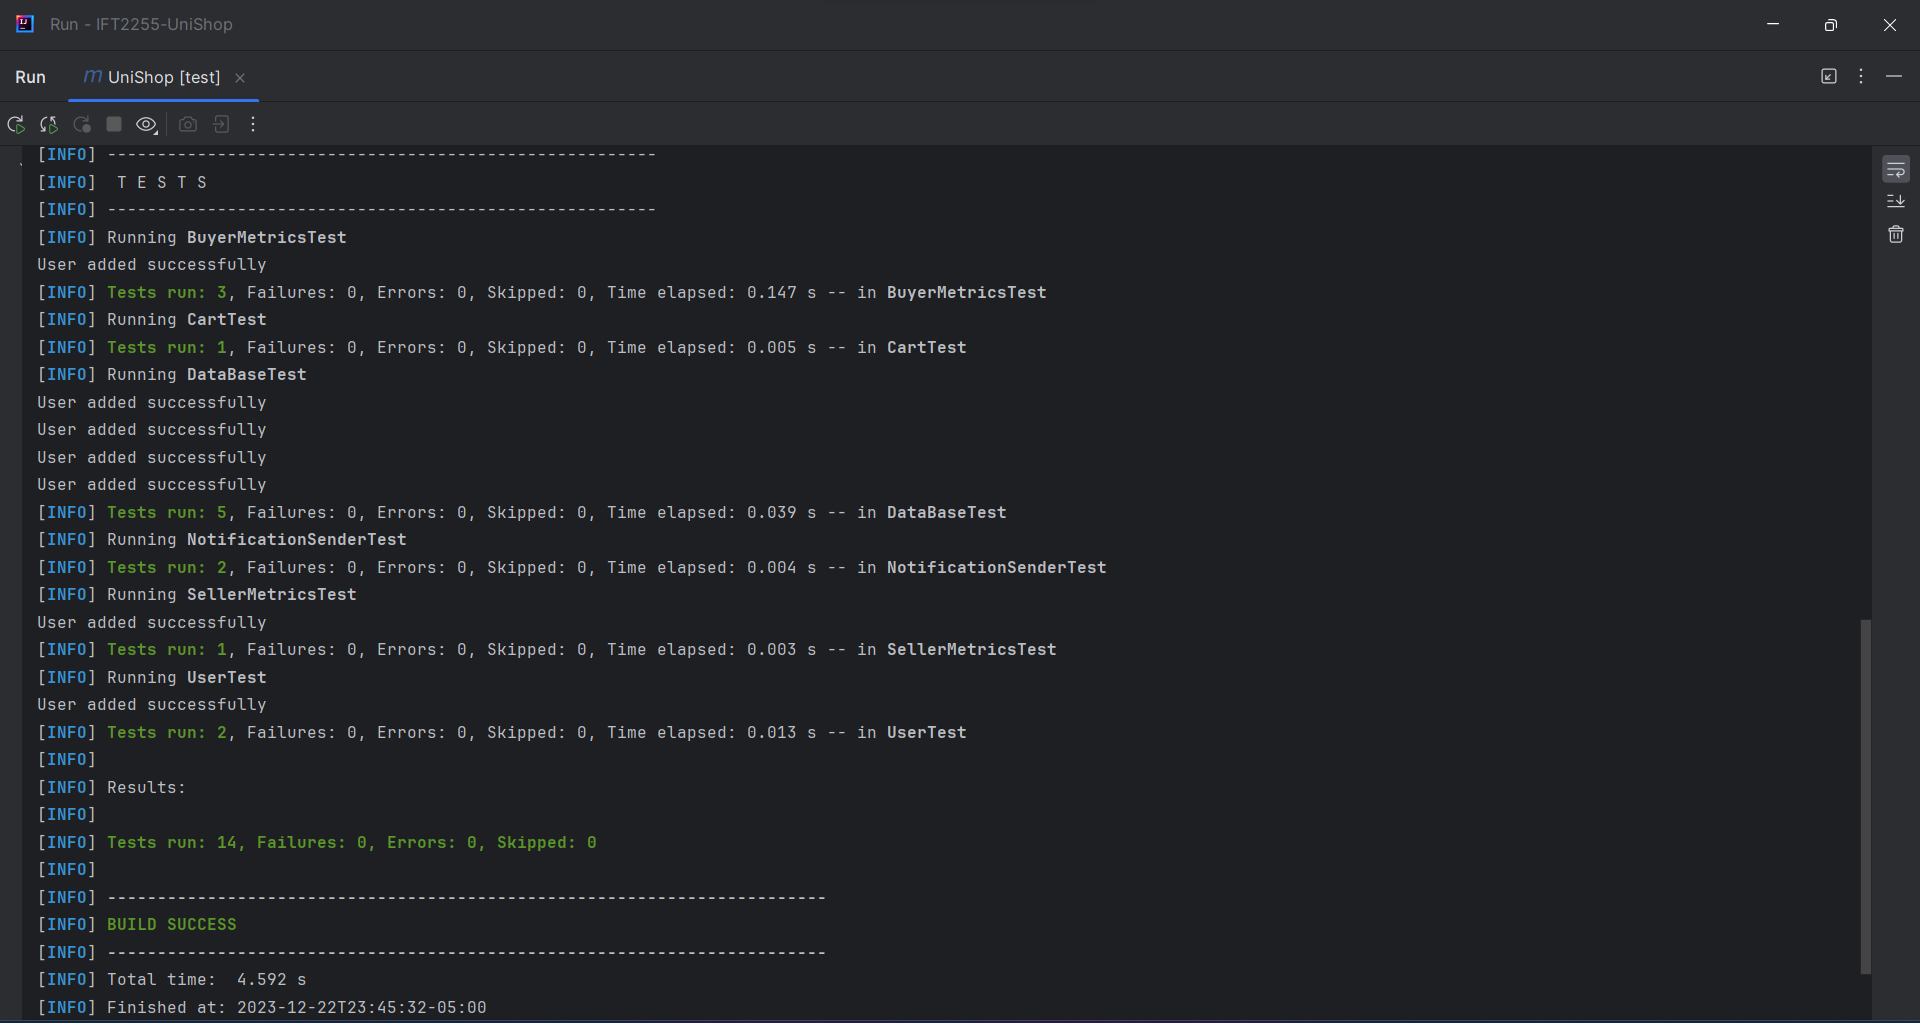 Run - IFT2255-UniShop
Run
m UniShop [test]
[INFO] -------------------------------------------------------
[INFO]  T E S T S
[INFO] -------------------------------------------------------
[INFO] Running BuyerMetricsTest
User added successfully
[INFO] Tests run: 3, Failures: 0, Errors: 0, Skipped: 0, Time elapsed: 0.147 s -- in BuyerMetricsTest
[INFO] Running CartTest
[INFO] Tests run: 1, Failures: 0, Errors: 0, Skipped: 0, Time elapsed: 0.005 s -- in CartTest
[INFO] Running DataBaseTest
User added successfully
User added successfully
User added successfully
User added successfully
[INFO] Tests run: 5, Failures: 0, Errors: 0, Skipped: 0, Time elapsed: 0.039 s -- in DataBaseTest
[INFO] Running NotificationSenderTest
[INFO] Tests run: 2, Failures: 0, Errors: 0, Skipped: 0, Time elapsed: 0.004 s -- in NotificationSenderTest
[INFO] Running SellerMetricsTest
User added successfully
[INFO] Tests run: 1, Failures: 0, Errors: 0, Skipped: 0, Time elapsed: 0.003 s -- in SellerMetricsTest
[INFO] Running UserTest
User added successfully
[INFO] Tests run: 2, Failures: 0, Errors: 0, Skipped: 0, Time elapsed: 0.013 s -- in UserTest
[INFO]
[INFO] Results:
[INFO]
[INFO] Tests run: 14, Failures: 0, Errors: 0, Skipped: 0
[INFO]
[INFO] ------------------------------------------------------------------------
[INFO] BUILD SUCCESS
[INFO] ------------------------------------------------------------------------
[INFO] Total time:  4.592 s
[INFO] Finished at: 2023-12-22T23:45:32-05:00